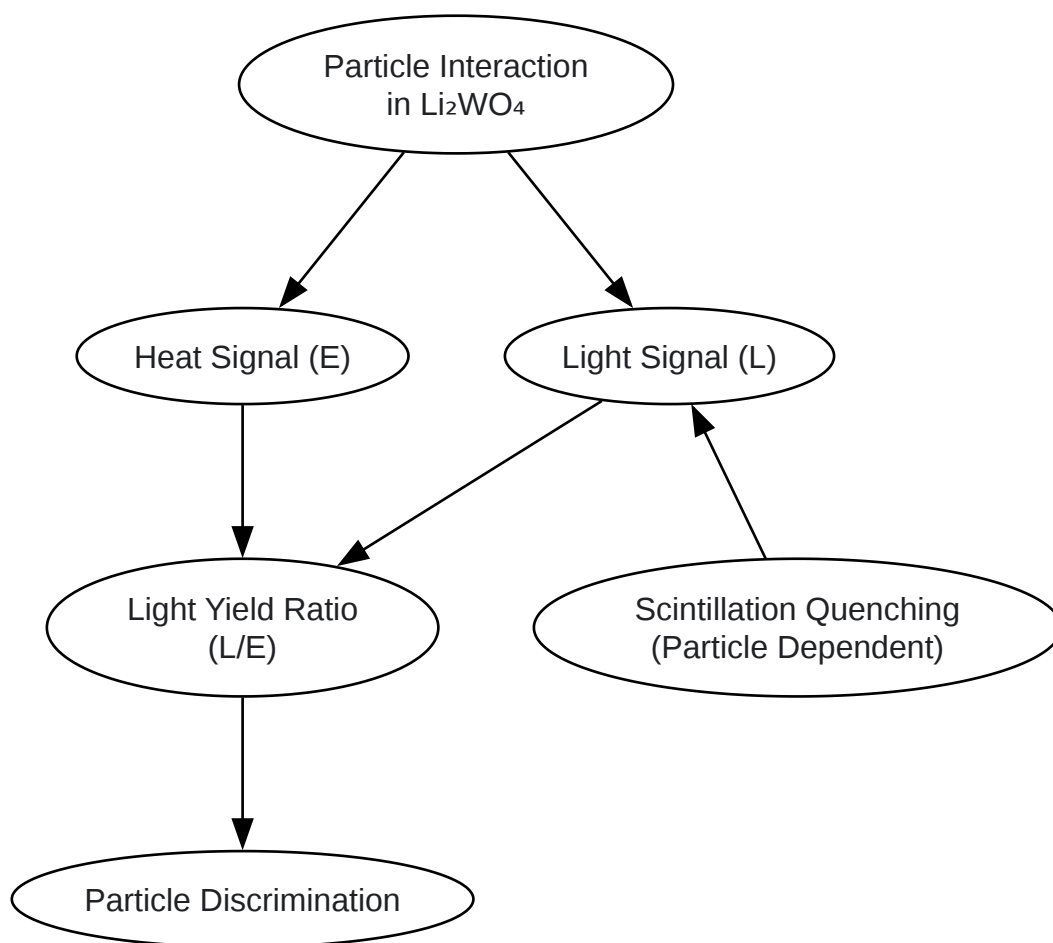 Particle Interaction
in Li₂WO₄
Heat Signal (E)
Light Signal (L)
Light Yield Ratio
(L/E)
Scintillation Quenching
(Particle Dependent)
Particle Discrimination